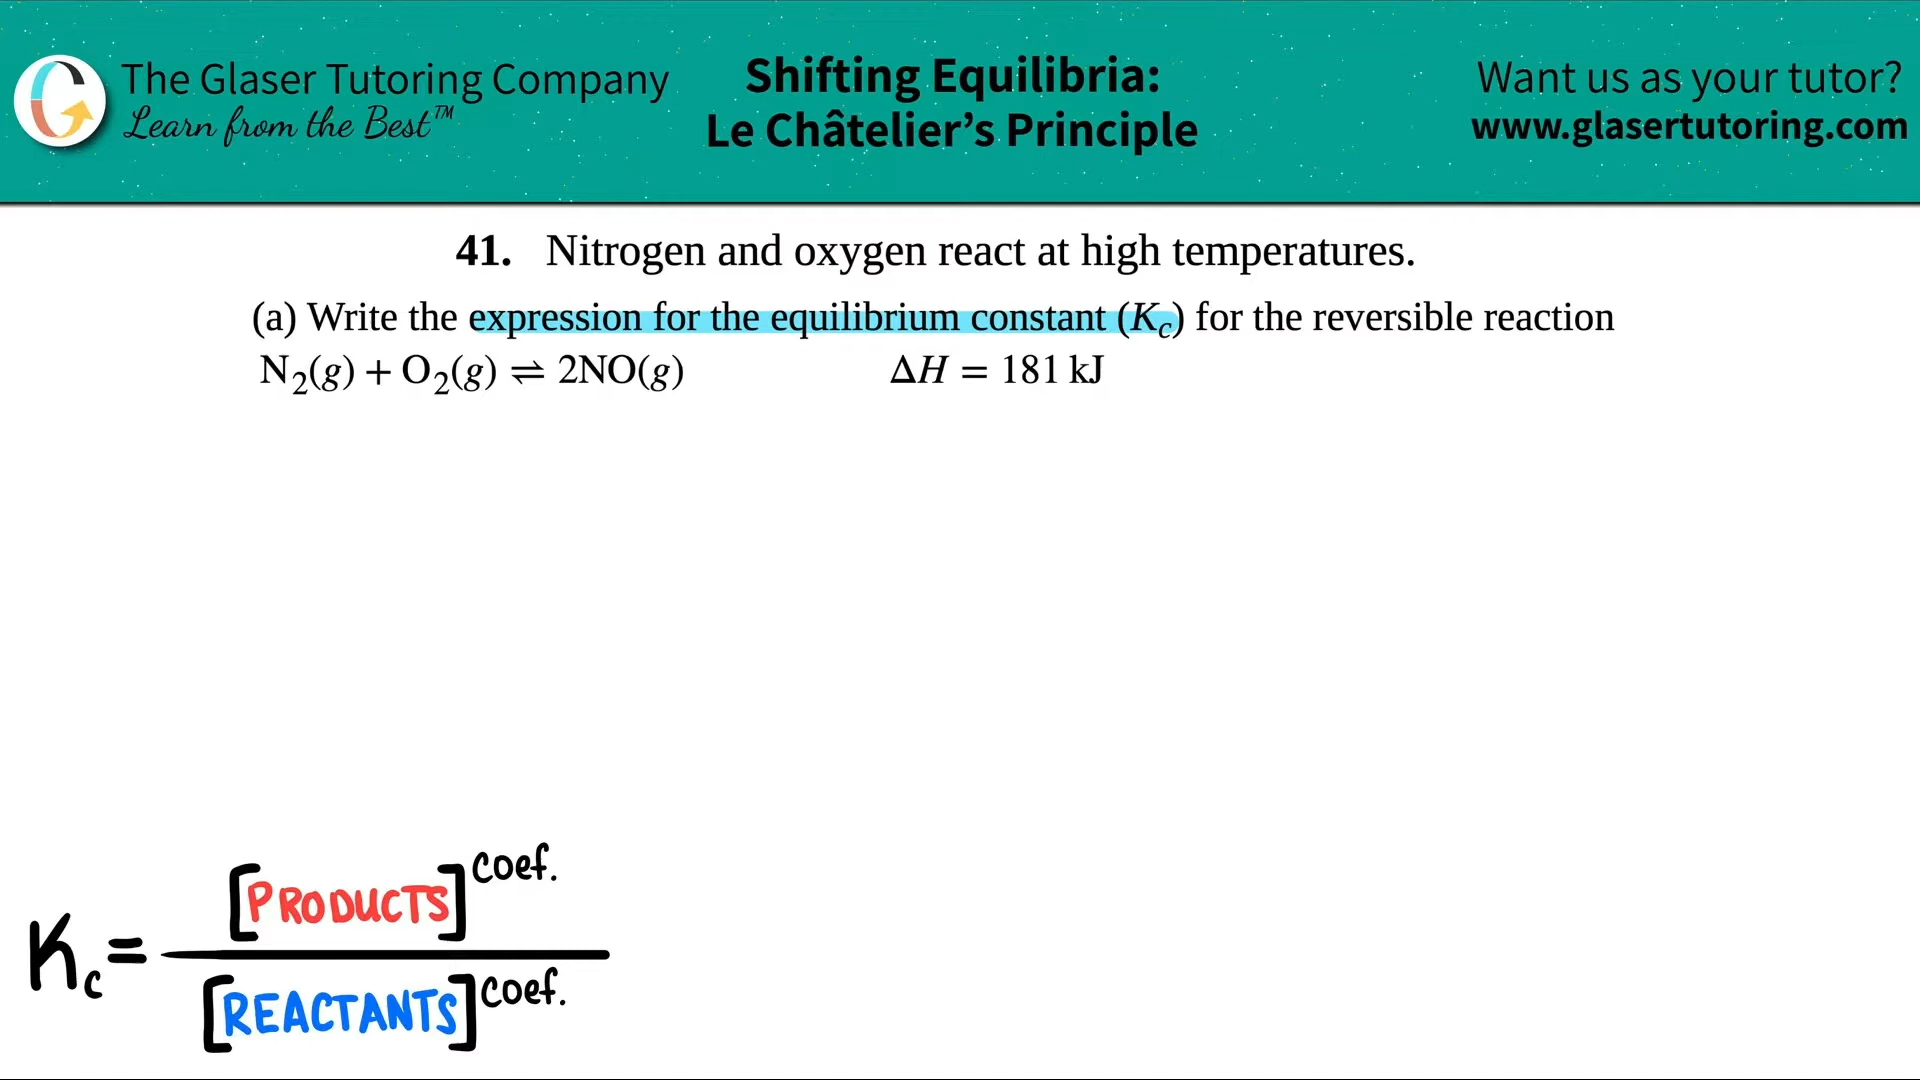 The Glaser Tutoring Company
Learn from the Best™
Shifting Equilibria:
Le Châtelier's Principle
Want us as your tutor?
www.glasertutoring.com
41. Nitrogen and oxygen react at high temperatures.
(a) Write the expression for the equilibrium constant (Kc) for the reversible reaction
N₂(g) + O₂(g) ⇌ 2NO(g) ΔH = 181 kJ
[PRODUCTS]^coef.
Kc =
[REACTANTS]^coef.